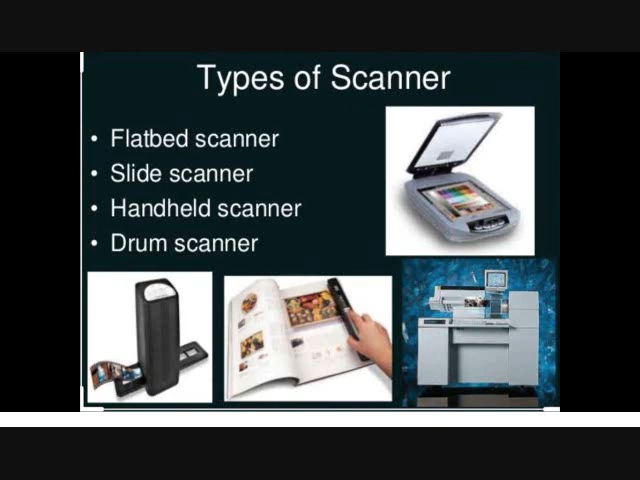 Types of Scanner
• Flatbed scanner
• Slide scanner
• Handheld scanner
• Drum scanner